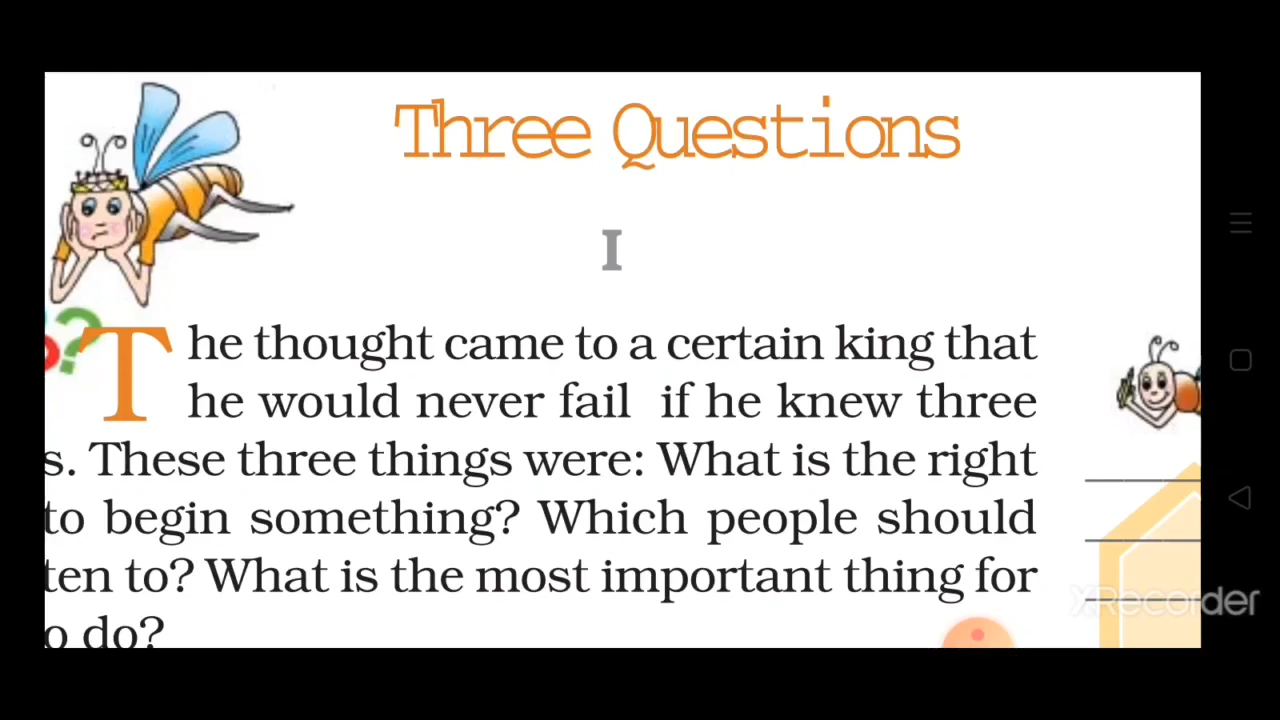 Three Questions
I
?
The thought came to a certain king that
he would never fail if he knew three
s. These three things were: What is the right
to begin something? Which people should
ten to? What is the most important thing for
o do?
XRecorder